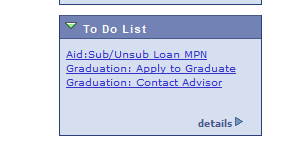 To Do List
Aid:Sub/Unsub Loan MPN
Graduation: Apply to Graduate
Graduation: Contact Advisor
details